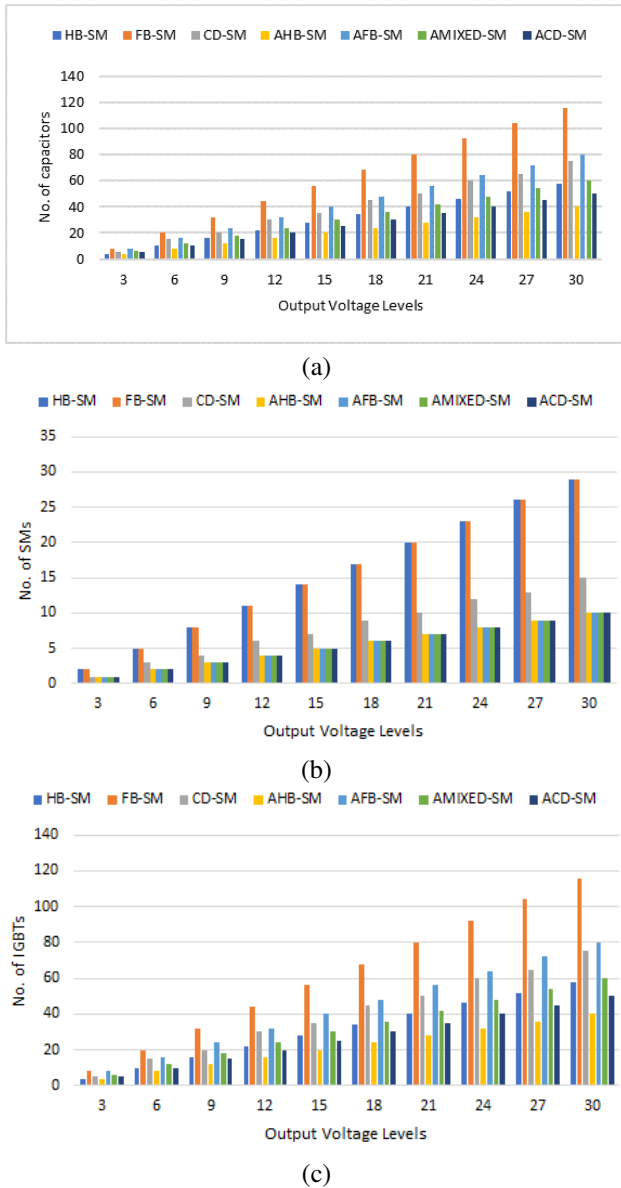 HB-SM FB-SM CD-SM AHB-SM AFB-SM AMIXED-SM ACD-SM
140
120
100
80
60
40
20
0
No. of capacitors
3 6 9 12 15 18 21 24 27 30
Output Voltage Levels
(a)
HB-SM FB-SM CD-SM AHB-SM AFB-SM AMIXED-SM ACD-SM
35
30
25
20
15
10
5
0
No. of SMs
3 6 9 12 15 18 21 24 27 30
Output Voltage Levels
(b)
HB-SM FB-SM CD-SM AHB-SM AFB-SM AMIXED-SM ACD-SM
140
120
100
80
60
40
20
0
No. of IGBTs
3 6 9 12 15 18 21 24 27 30
Output Voltage Levels
(c)